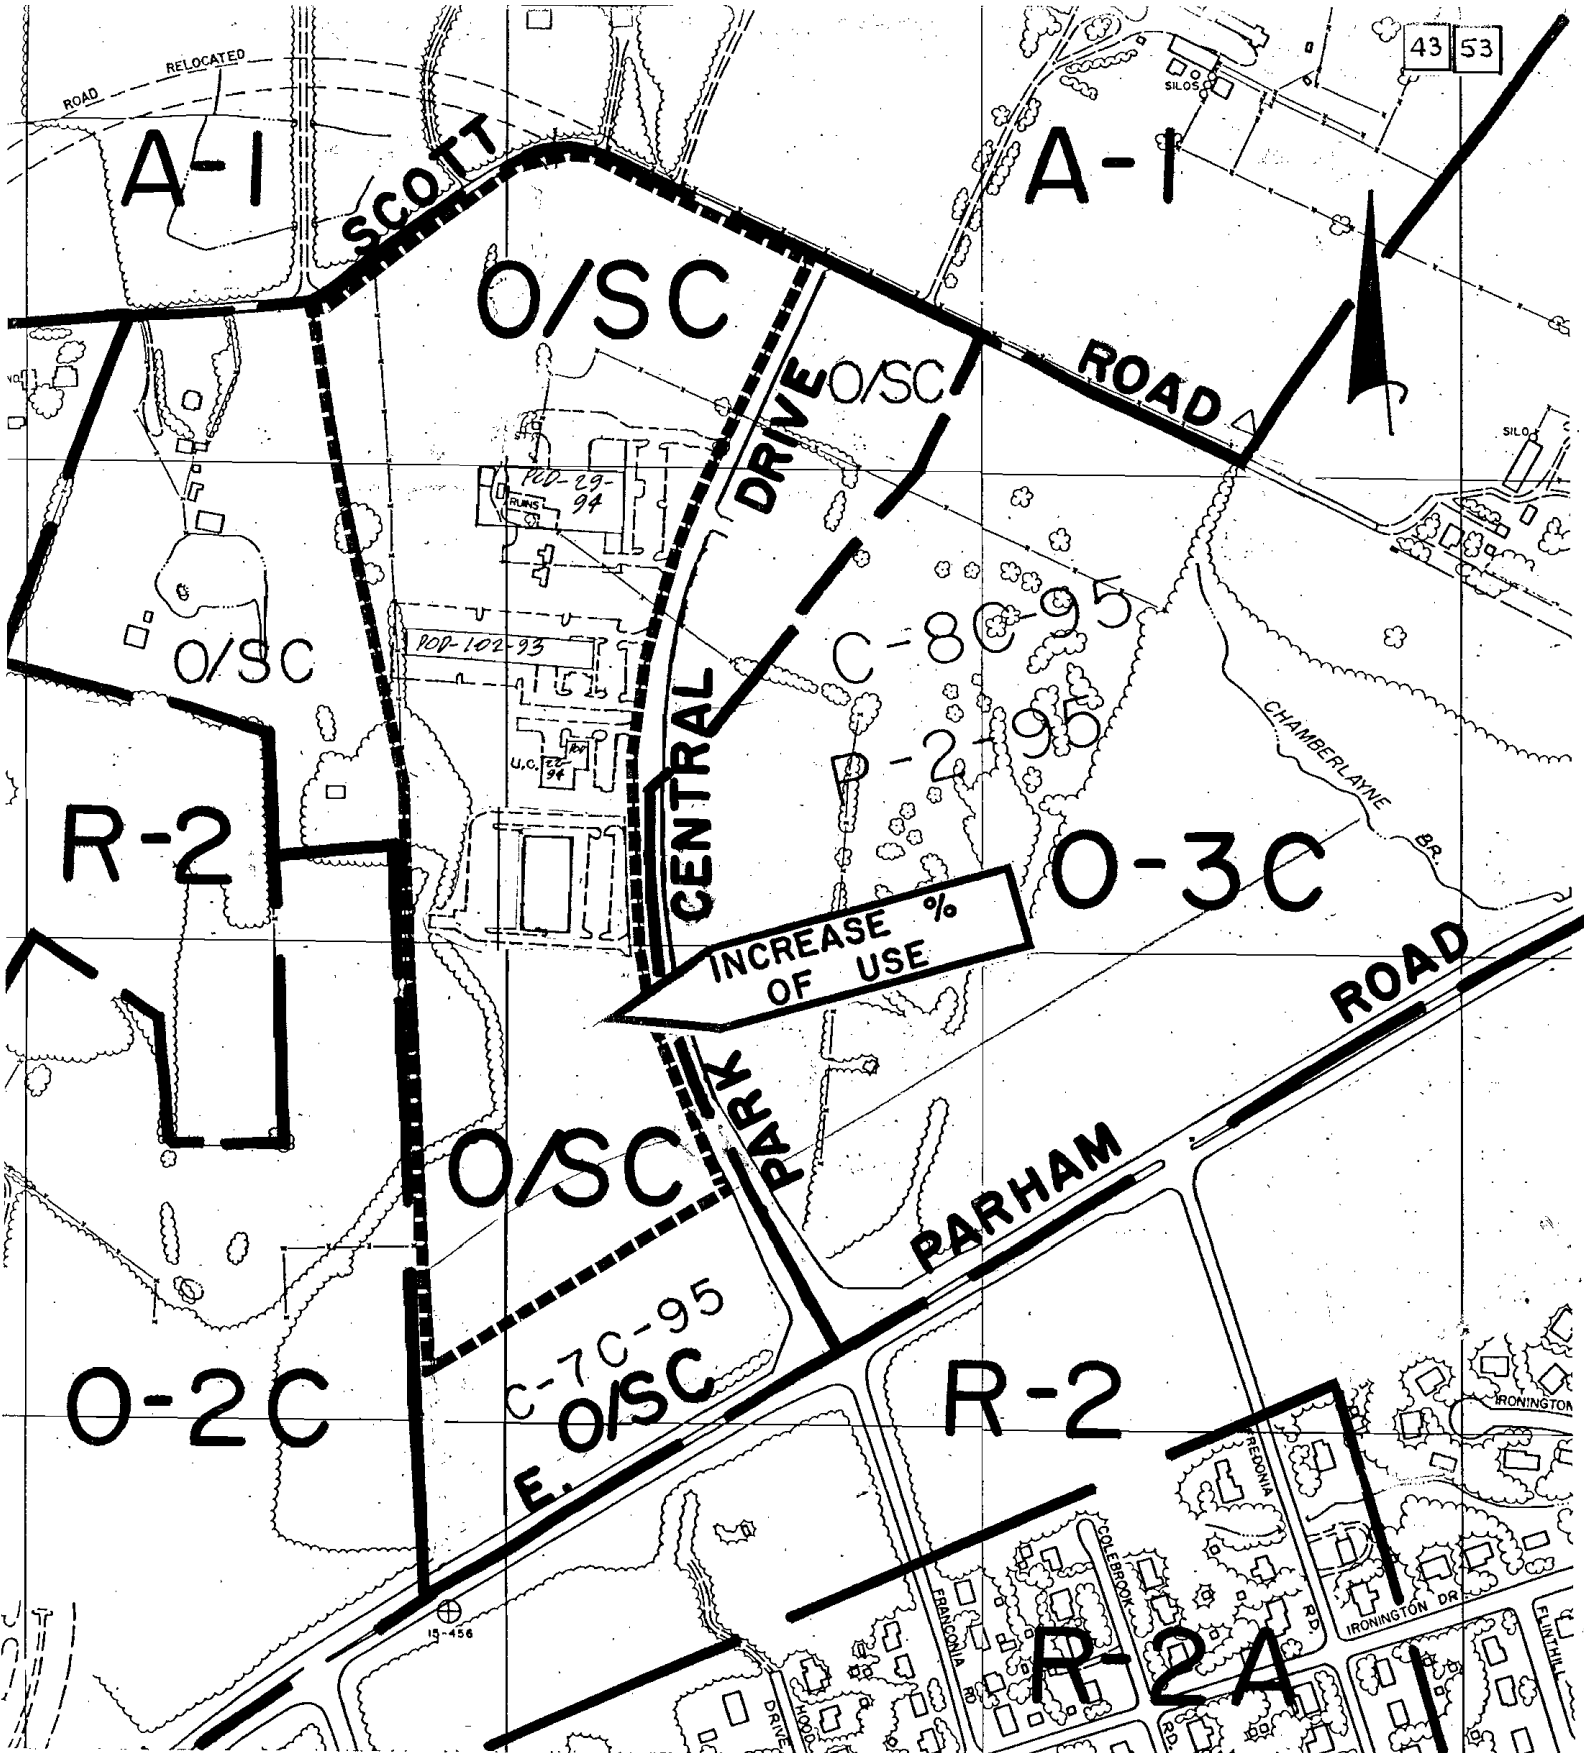 43 53
RELOCATED
ROAD
SILOS
A-1
A-1
SCOTT
O/SC
ROAD
DRIVE
O/SC
SILO
POD-29-
94
RUINS
C-8C-95
O/SC
POD-102-93
CHAMBERLAYNE
BR.
P-2-95
U.C.
POD
22-
94
CENTRAL
R-2
O-3C
INCREASE %
OF USE
ROAD
PARK
O/SC
PARHAM
C-7C-95
O/SC
O-2C
R-2
IRONINGTON
E.
FREDONIA
RD.
COLEBROOK
RD.
FRANCONIA
RD
IRONINGTON DR.
FLINTHILL
15-456
R-2A
HOOD
DRIVE